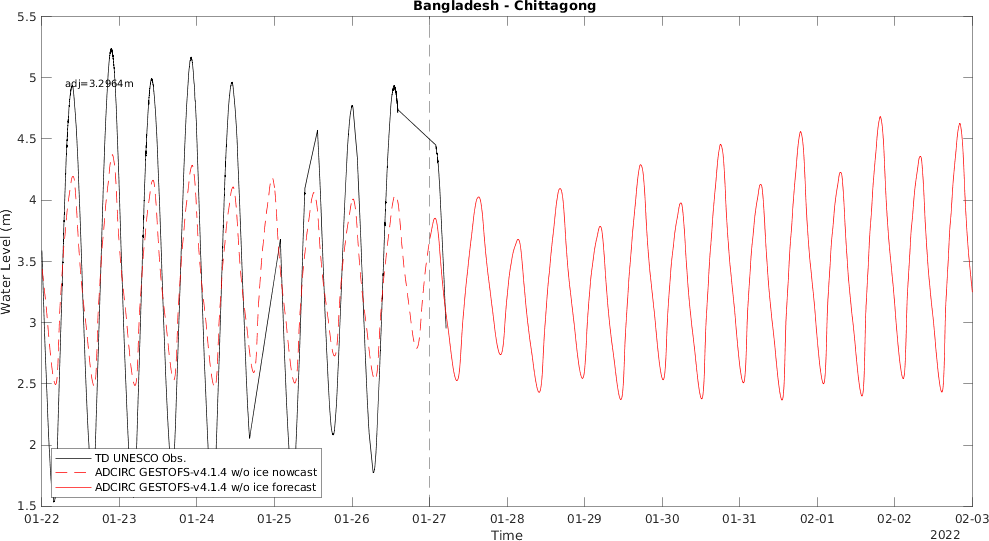 Bangladesh - Chittagong
5.5
5
4.5
4
3.5
3
2.5
2
1.5
Water Level (m)
adj=3.2964m
TD UNESCO Obs.
ADCIRC GESTOFS-v4.1.4 w/o ice nowcast
ADCIRC GESTOFS-v4.1.4 w/o ice forecast
01-22 01-23 01-24 01-25 01-26 01-27 01-28 01-29 01-30 01-31 02-01 02-02 02-03
Time
2022